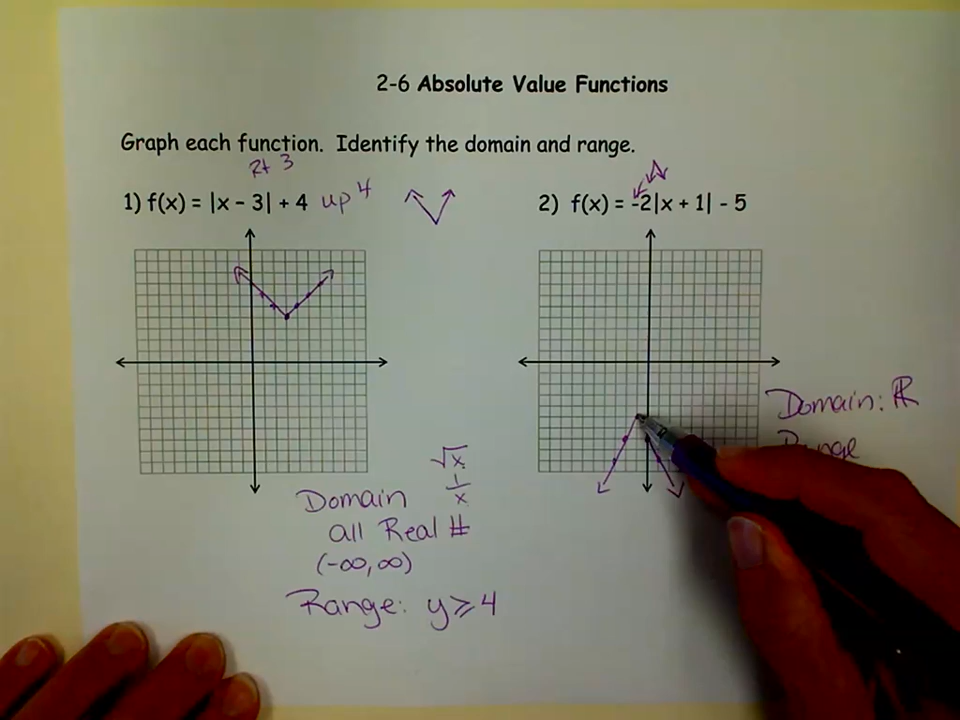 2-6 Absolute Value Functions
Graph each function. Identify the domain and range.
Rt 3
1) f(x) = |x - 3| + 4 up 4
2) f(x) = -2|x + 1| - 5
Domain: ℝ
Range
√x
1/x
Domain
all Real #
(-∞,∞)
Range: y≥4